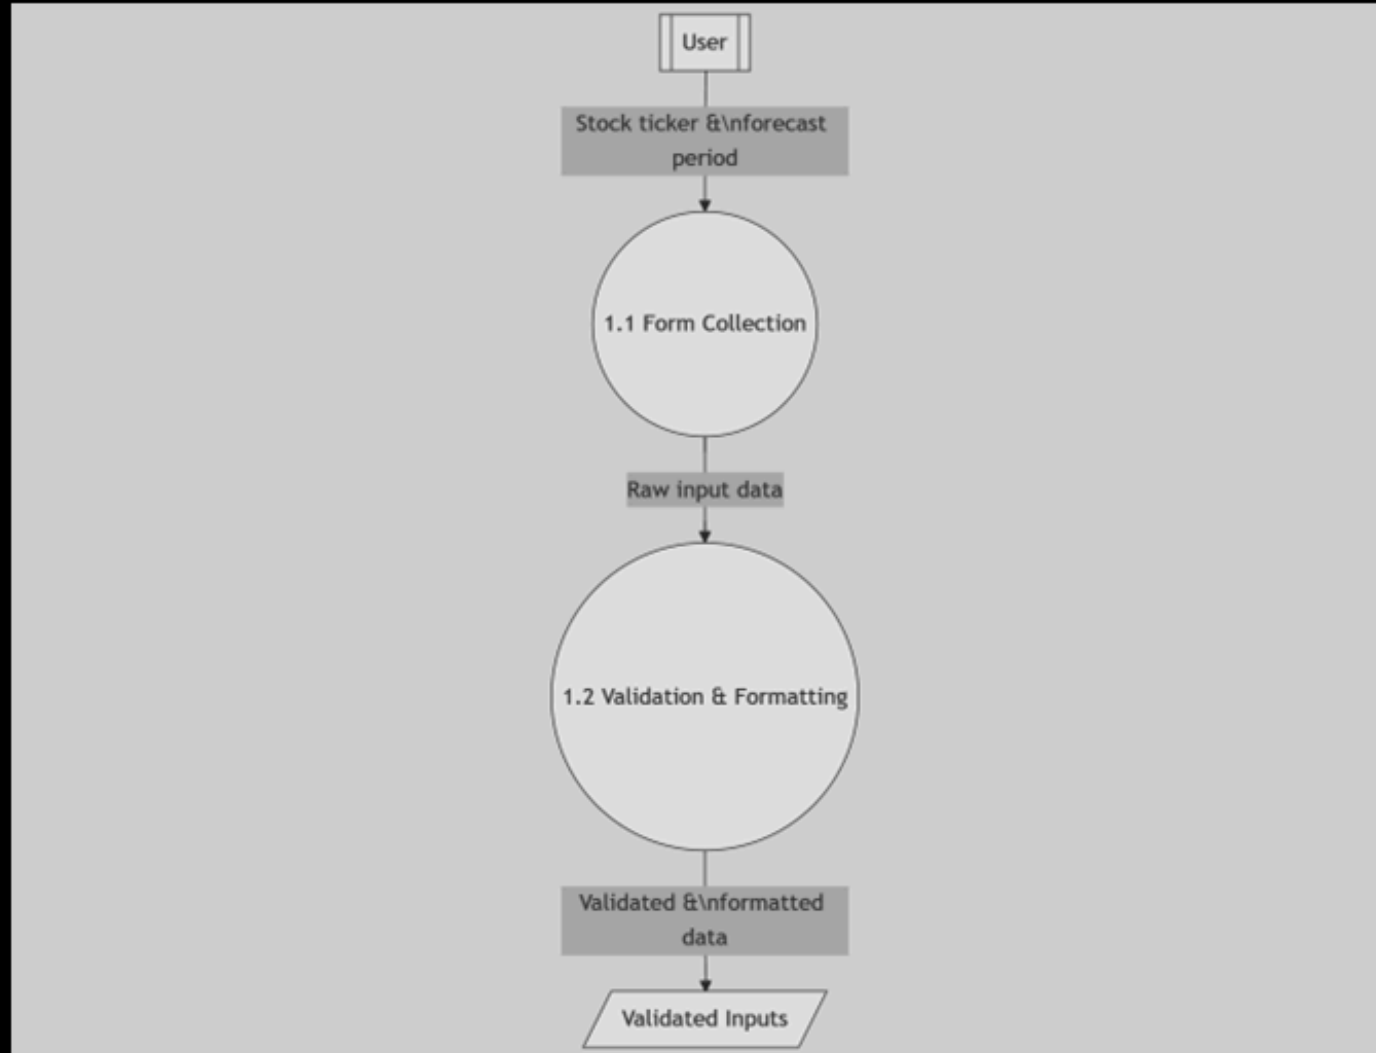 User
Stock ticker &\nforecast
period
1.1 Form Collection
Raw input data
1.2 Validation & Formatting
Validated &\nformatted
data
Validated Inputs